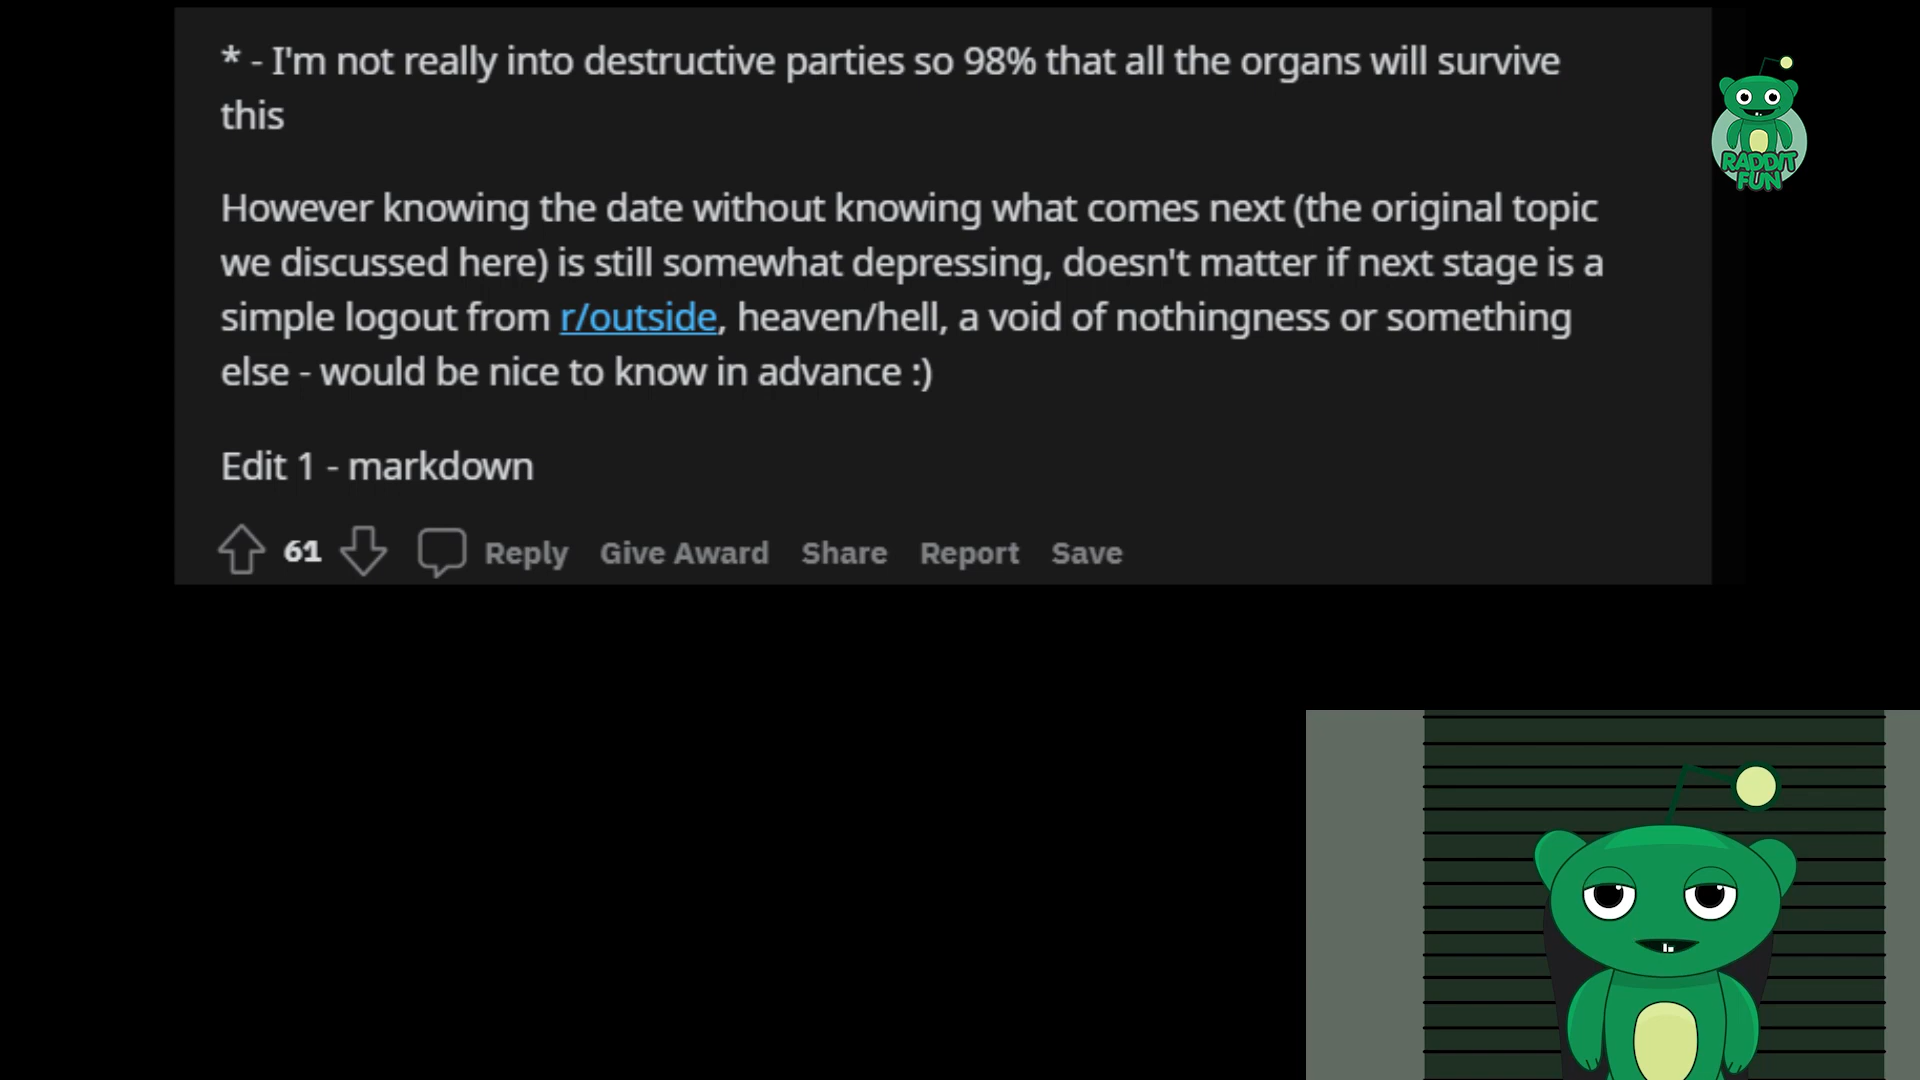 * - I'm not really into destructive parties so 98% that all the organs will survive
this
However knowing the date without knowing what comes next (the original topic
we discussed here) is still somewhat depressing, doesn't matter if next stage is a
simple logout from r/outside, heaven/hell, a void of nothingness or something
else - would be nice to know in advance :)
Edit 1 - markdown
61 Reply Give Award Share Report Save
RADDIT
FUN